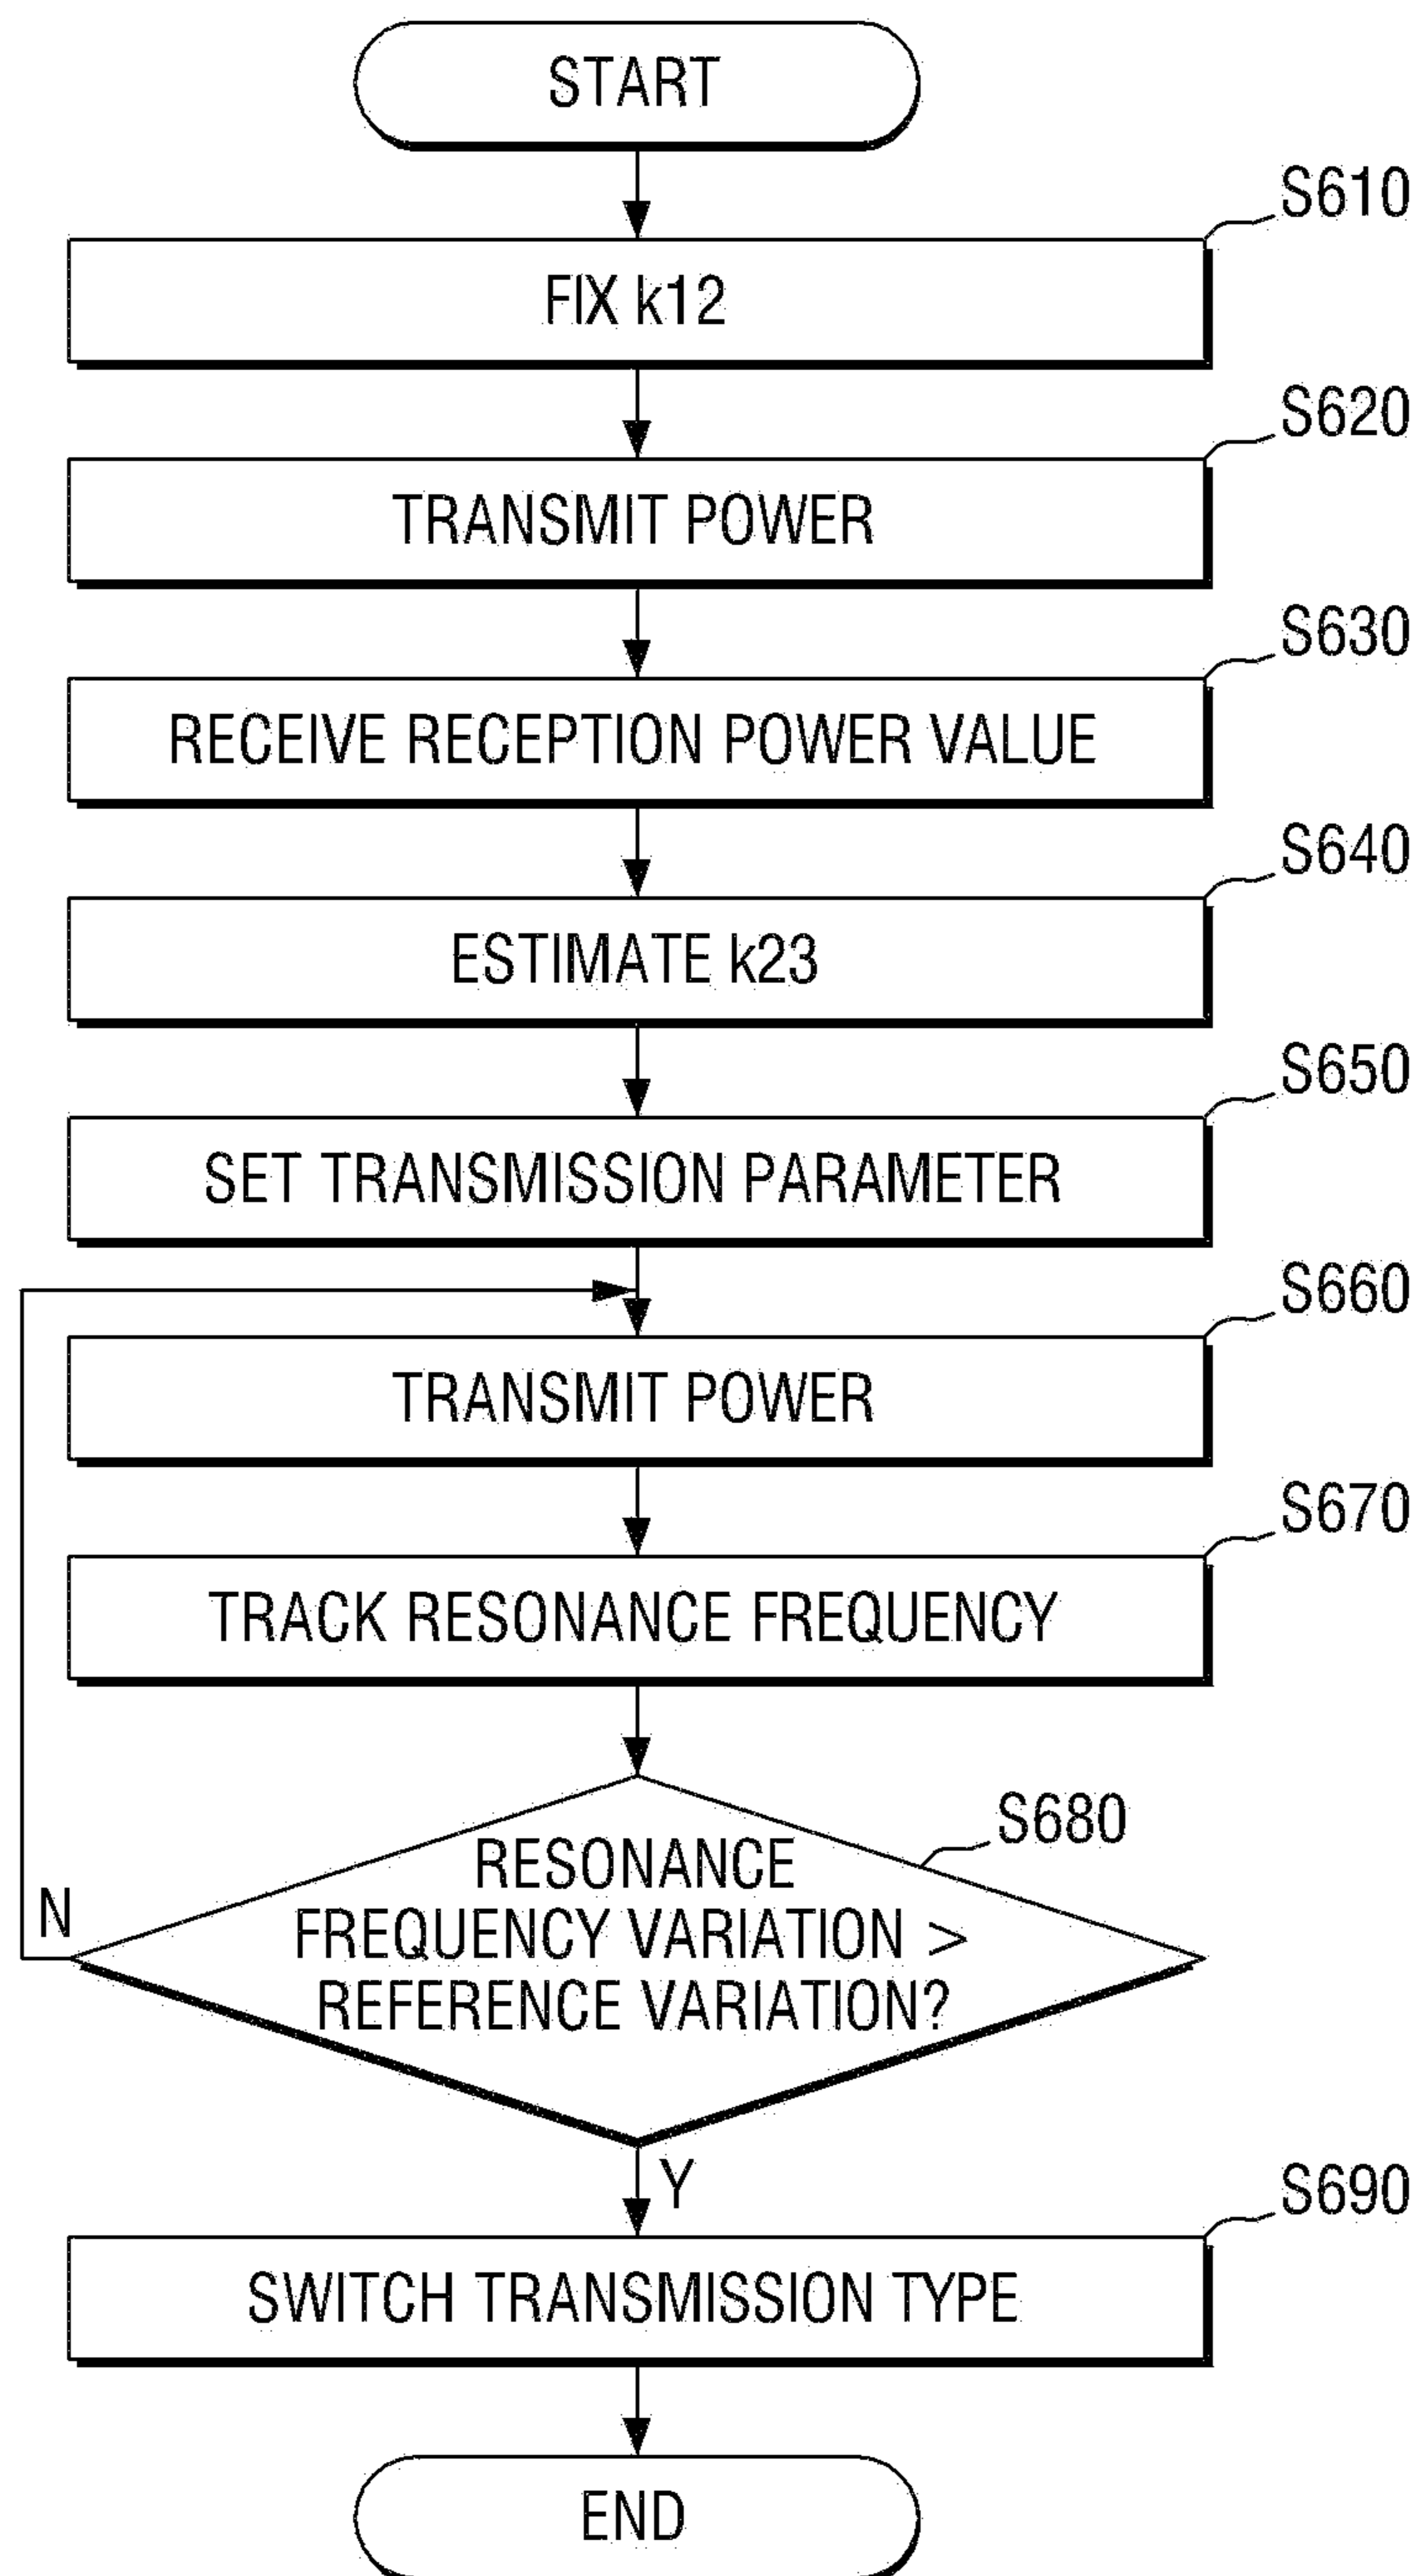 START
S610
FIX k12
S620
TRANSMIT POWER
S630
RECEIVE RECEPTION POWER VALUE
S640
ESTIMATE k23
S650
SET TRANSMISSION PARAMETER
S660
TRANSMIT POWER
S670
TRACK RESONANCE FREQUENCY
S680
RESONANCE
FREQUENCY VARIATION >
REFERENCE VARIATION?
N
Y
S690
SWITCH TRANSMISSION TYPE
END